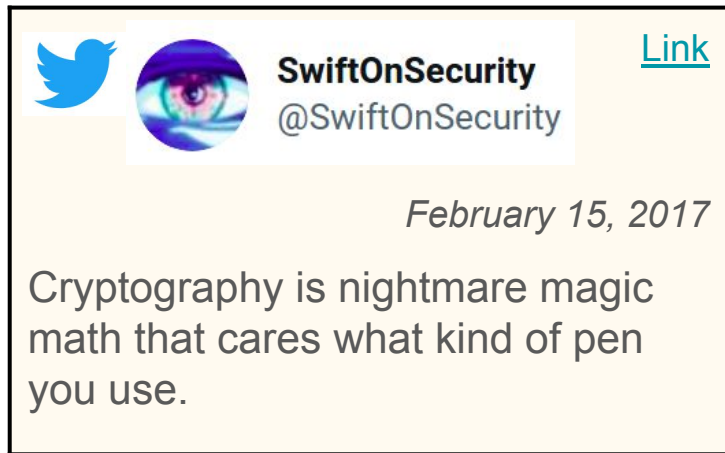 SwiftOnSecurity
Link
@SwiftOnSecurity
February 15, 2017
Cryptography is nightmare magic
math that cares what kind of pen
you use.